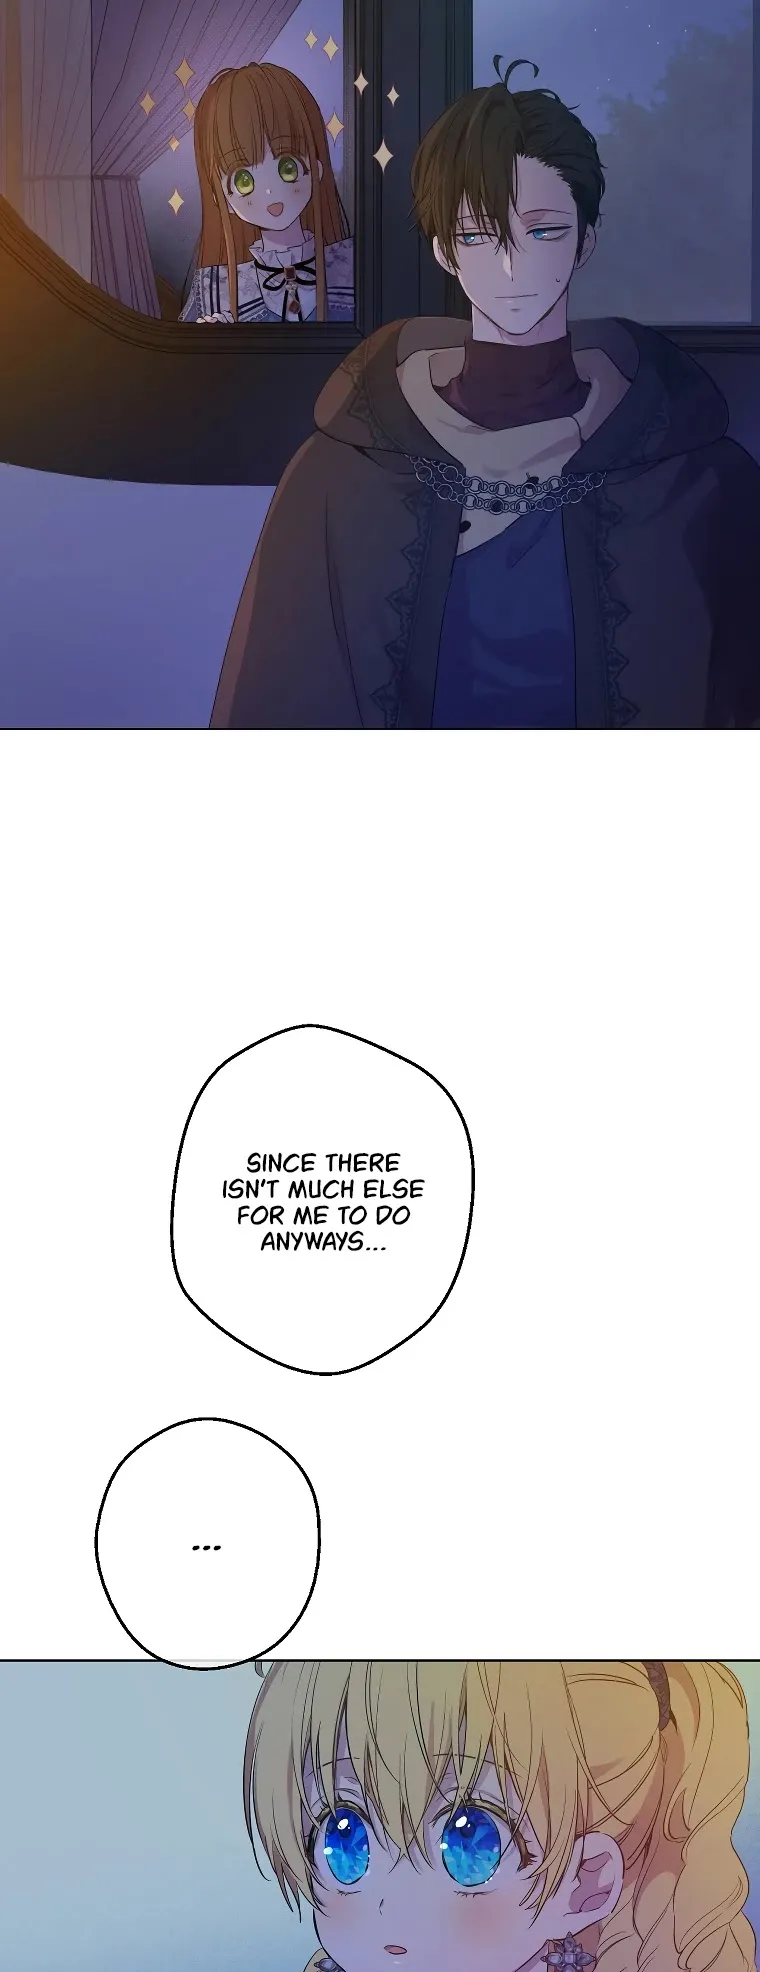 SINCE THERE
ISN'T MUCH ELSE
FOR ME TO DO
ANYWAYS...
...